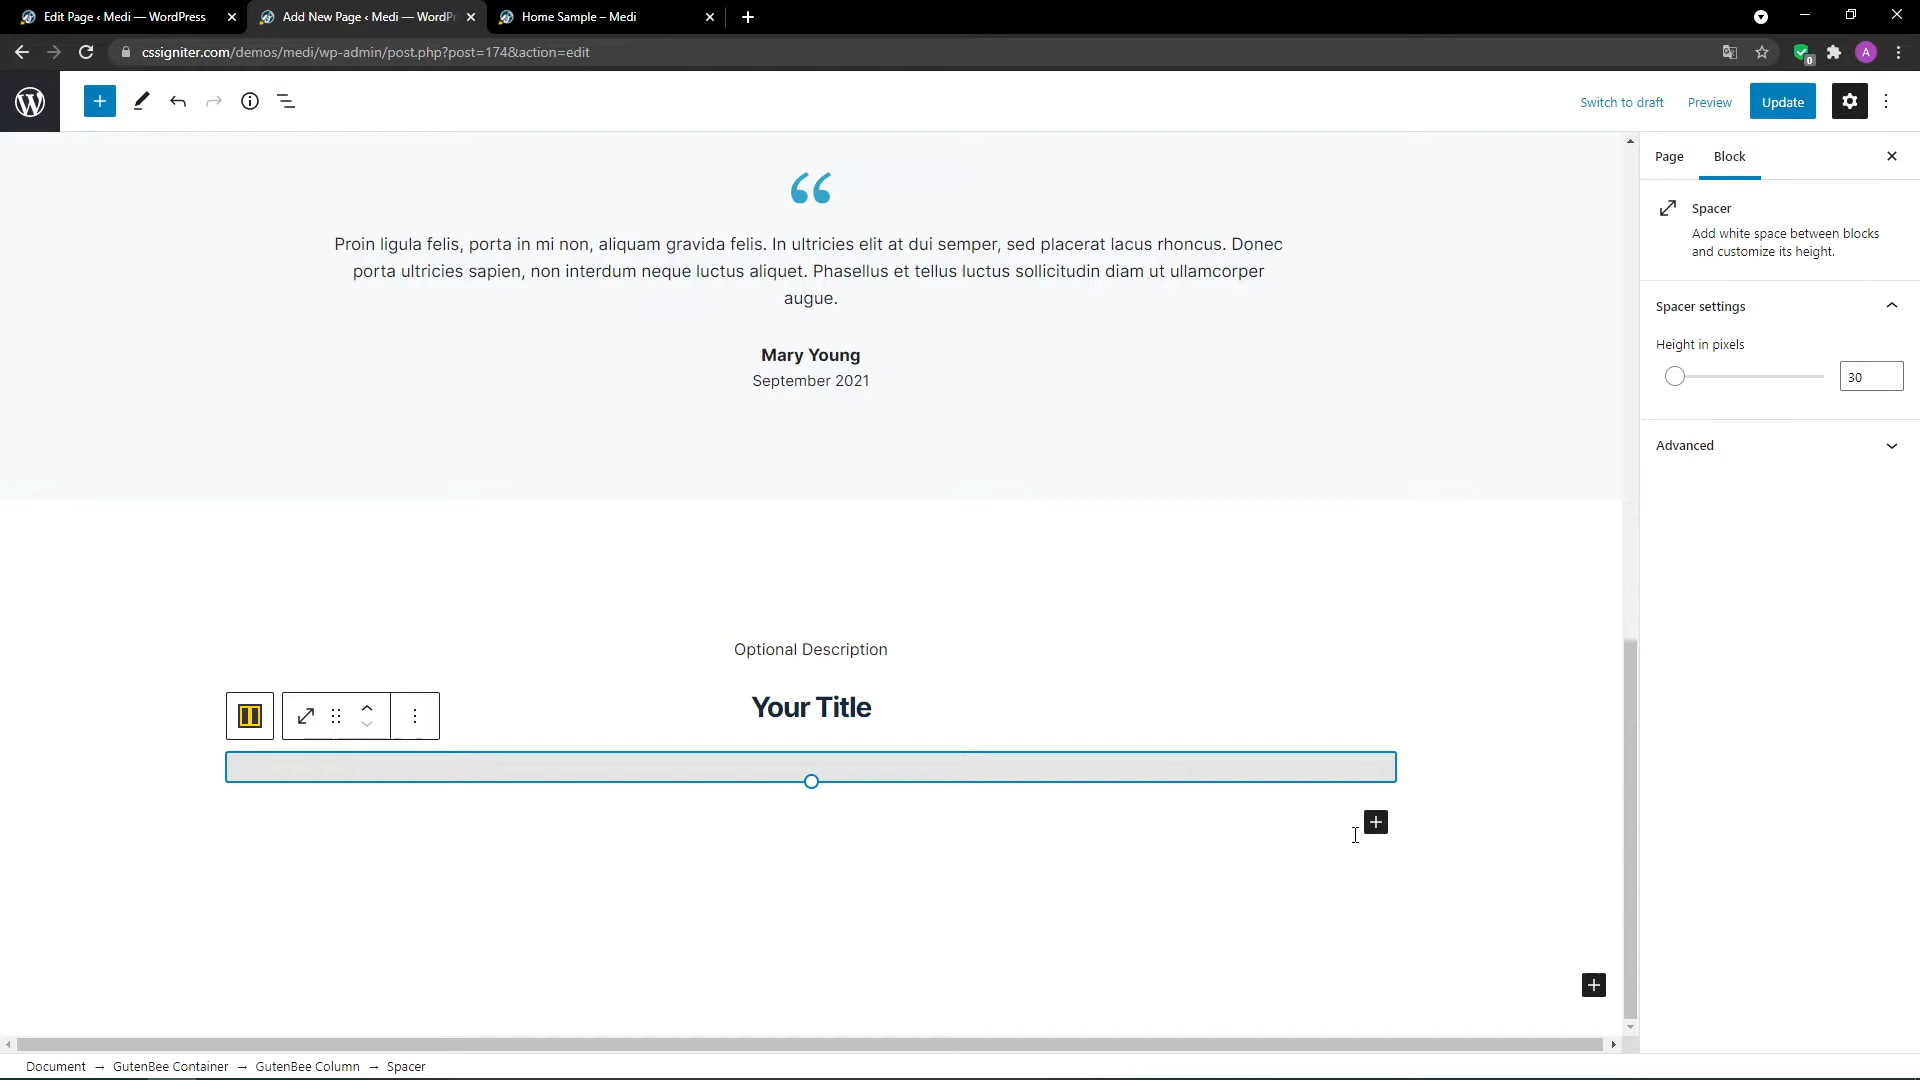 Edit Page ‹ Medi — WordPress
Add New Page ‹ Medi — WordPr
Home Sample – Medi
cssigniter.com/demos/medi/wp-admin/post.php?post=174&action=edit
0
A
Switch to draft
Preview
Update
Page
Block
“
Proin ligula felis, porta in mi non, aliquam gravida felis. In ultricies elit at dui semper, sed placerat lacus rhoncus. Donec
porta ultricies sapien, non interdum neque luctus aliquet. Phasellus et tellus luctus sollicitudin diam ut ullamcorper
augue.
Mary Young
September 2021
Spacer
Add white space between blocks
and customize its height.
Spacer settings
Height in pixels
30
Advanced
Optional Description
Your Title
Document → GutenBee Container → GutenBee Column → Spacer